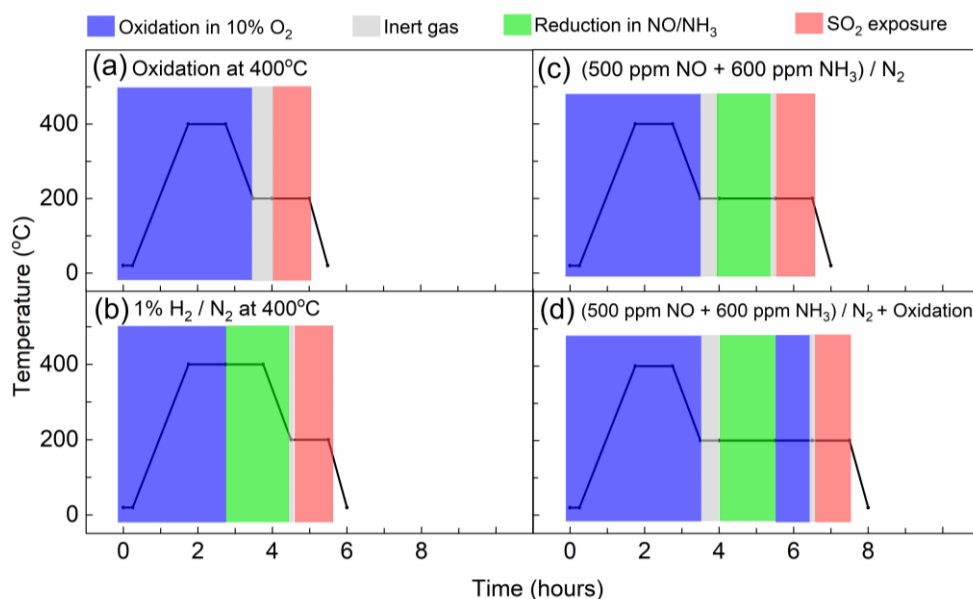 Oxidation in 10% O₂ Inert gas Reduction in NO/NH₃ SO₂ exposure
(a) Oxidation at 400°C
(c) (500 ppm NO + 600 ppm NH₃) / N₂
400
200
0
(b) 1% H₂ / N₂ at 400°C
(d) (500 ppm NO + 600 ppm NH₃) / N₂ + Oxidation
400
200
0
Temperature (°C)
0 2 4 6 8 0 2 4 6 8
Time (hours)